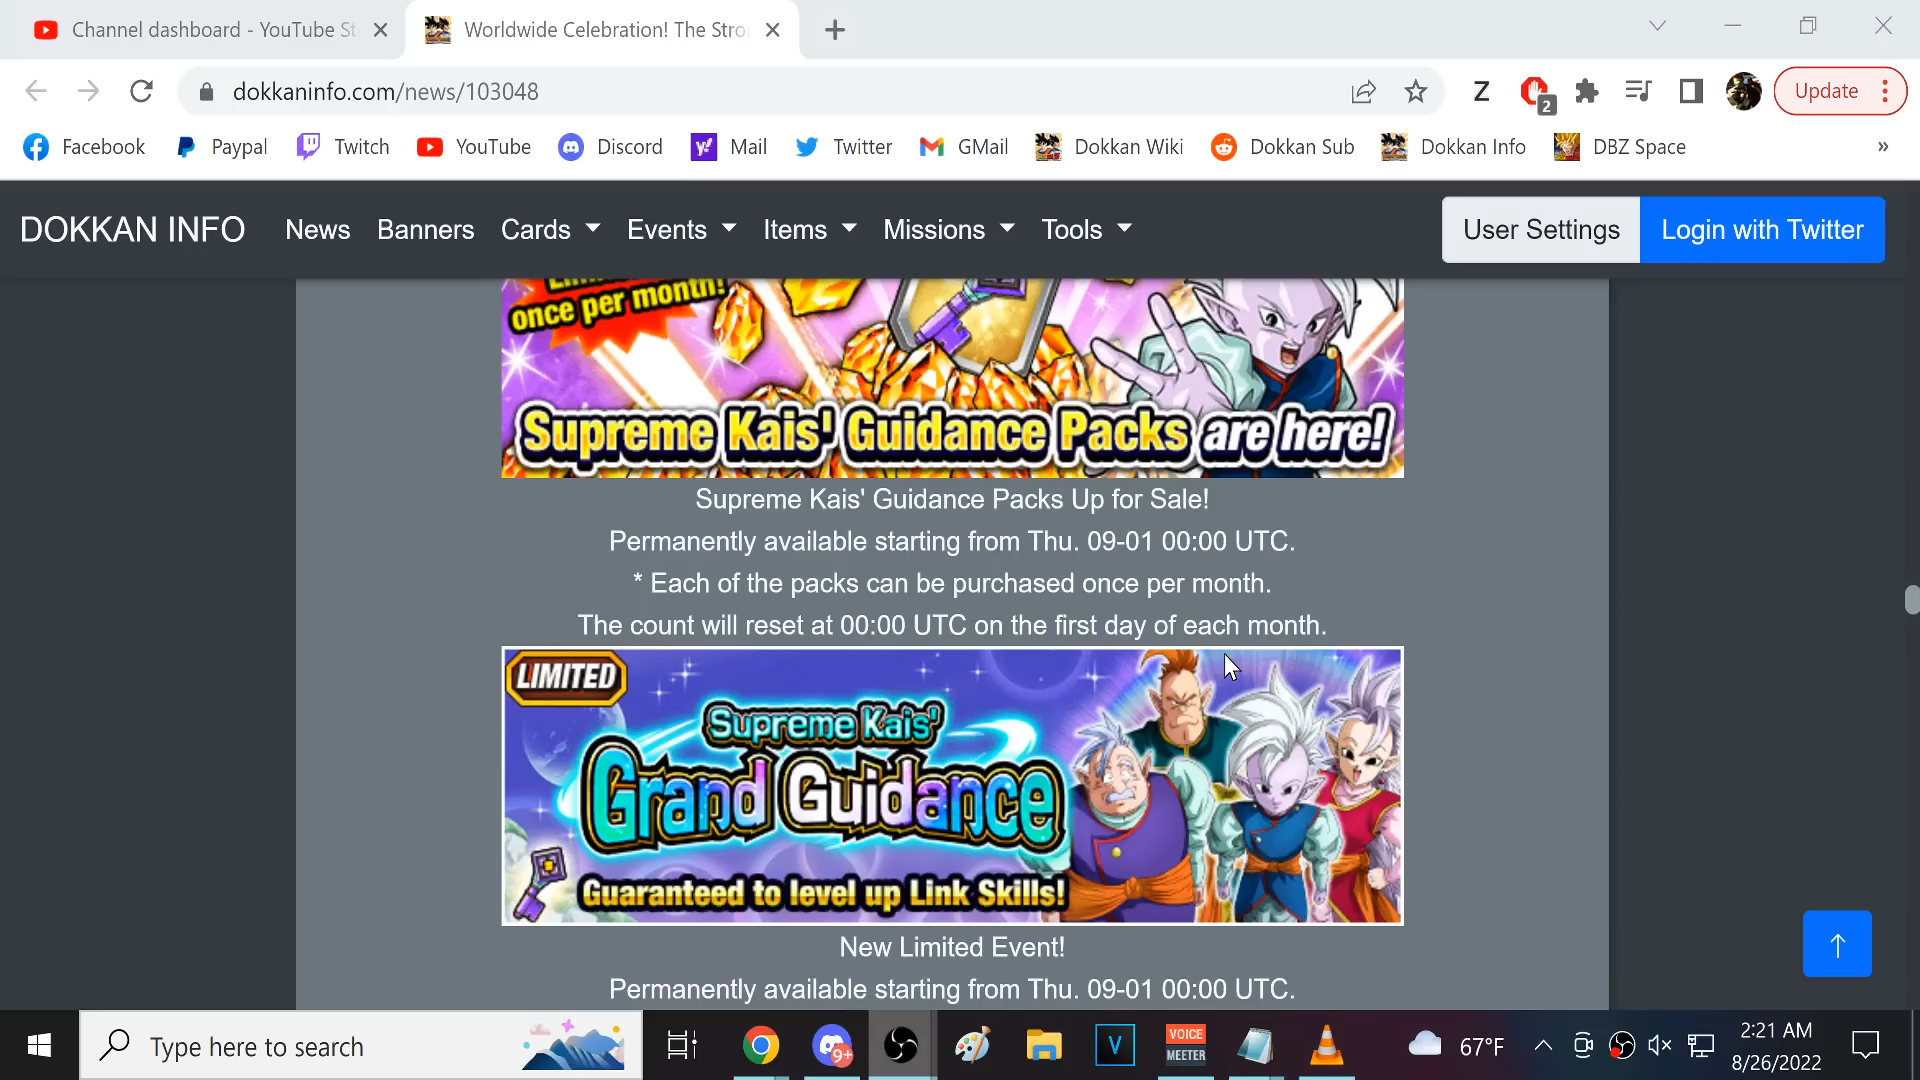 Channel dashboard - YouTube St
Worldwide Celebration! The Stro
dokkaninfo.com/news/103048
Z
2
Update
Facebook
Paypal
Twitch
YouTube
Discord
Mail
Twitter
GMail
Dokkan Wiki
Dokkan Sub
Dokkan Info
DBZ Space
»
DOKKAN INFO
News
Banners
Cards
Events
Items
Missions
Tools
User Settings
Login with Twitter
once per month!
Supreme Kais' Guidance Packs are here!
Supreme Kais' Guidance Packs Up for Sale!
Permanently available starting from Thu. 09-01 00:00 UTC.
* Each of the packs can be purchased once per month.
The count will reset at 00:00 UTC on the first day of each month.
LIMITED
Supreme Kais'
Grand Guidance
Guaranteed to level up Link Skills!
New Limited Event!
Permanently available starting from Thu. 09-01 00:00 UTC.
Type here to search
9+
V
VOICE
MEETER
67°F
2:21 AM
8/26/2022